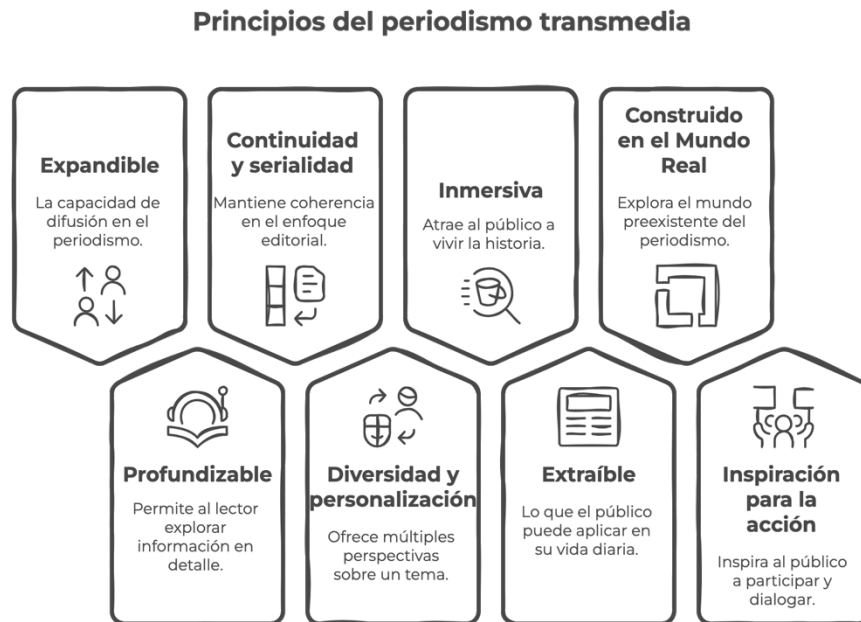 Principios del periodismo transmedia
Expandible
La capacidad de
difusión en el
periodismo.
Continuidad
y serialidad
Mantiene coherencia
en el enfoque
editorial.
Inmersiva
Atrae al público a
vivir la historia.
Construido
en el Mundo
Real
Explora el mundo
preexistente del
periodismo.
Profundizable
Permite al lector
explorar
información en
detalle.
Diversidad y
personalización
Ofrece múltiples
perspectivas
sobre un tema.
Extraíble
Lo que el público
puede aplicar en
su vida diaria.
Inspiración
para la
acción
Inspira al público
a participar y
dialogar.